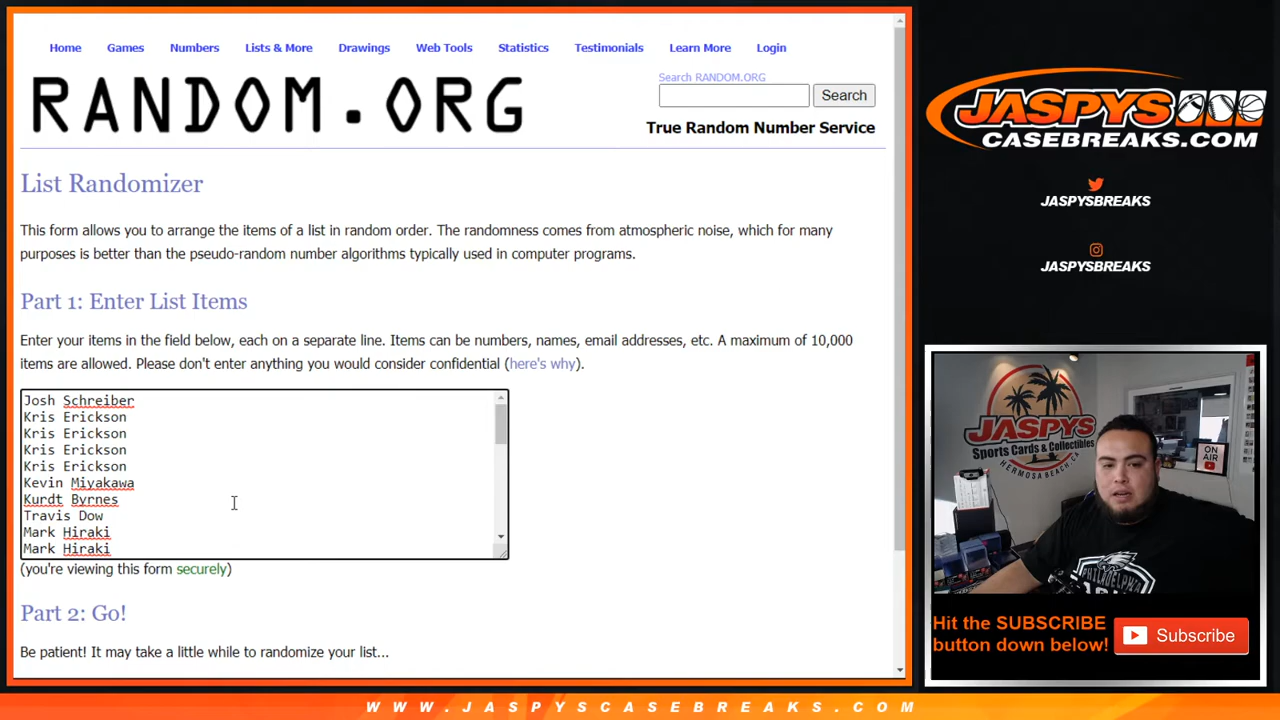 Home Games Numbers Lists & More Drawings Web Tools Statistics Testimonials Learn More Login
RANDOM.ORG
Search RANDOM.ORG
Search
True Random Number Service
List Randomizer
This form allows you to arrange the items of a list in random order. The randomness comes from atmospheric noise, which for many
purposes is better than the pseudo-random number algorithms typically used in computer programs.
Part 1: Enter List Items
Enter your items in the field below, each on a separate line. Items can be numbers, names, email addresses, etc. A maximum of 10,000
items are allowed. Please don't enter anything you would consider confidential (here's why).
Josh Schreiber
Kris Erickson
Kris Erickson
Kris Erickson
Kris Erickson
Kevin Miyakawa
Kurdt Byrnes
Travis Dow
Mark Hiraki
Mark Hiraki
(you're viewing this form securely)
Part 2: Go!
Be patient! It may take a little while to randomize your list...
JASPYS
CASEBREAKS.COM
JASPYSBREAKS
JASPYSBREAKS
JASPYS
Sports Cards & Collectibles
HERMOSA BEACH, CA
ON
AIR
PHILADELPHIA
Hit the SUBSCRIBE
button down below!
Subscribe
WWW.JASPYSCASEBREAKS.COM